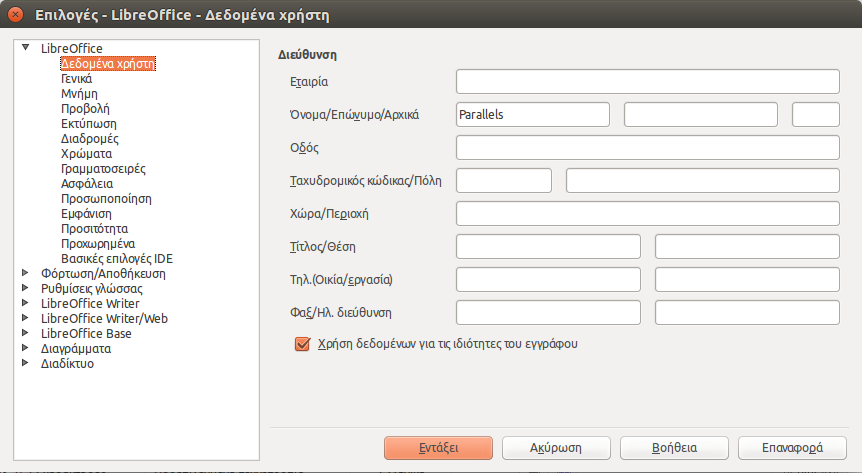 Επιλογές - LibreOffice - Δεδομένα χρήστη
LibreOffice
Δεδομένα χρήστη
Γενικά
Μνήμη
Προβολή
Εκτύπωση
Διαδρομές
Χρώματα
Γραμματοσειρές
Ασφάλεια
Προσωποποίηση
Εμφάνιση
Προσιτότητα
Προχωρημένα
Βασικές επιλογές IDE
Φόρτωση/Αποθήκευση
Ρυθμίσεις γλώσσας
LibreOffice Writer
LibreOffice Writer/Web
LibreOffice Base
Διαγράμματα
Διαδίκτυο
Διεύθυνση
Εταιρία
Όνομα/Επώνυμο/Αρχικά Parallels
Οδός
Ταχυδρομικός κώδικας/Πόλη
Χώρα/Περιοχή
Τίτλος/Θέση
Τηλ.(Οικία/εργασία)
Φαξ/Ηλ. διεύθυνση
Χρήση δεδομένων για τις ιδιότητες του εγγράφου
Εντάξει Ακύρωση Βοήθεια Επαναφορά